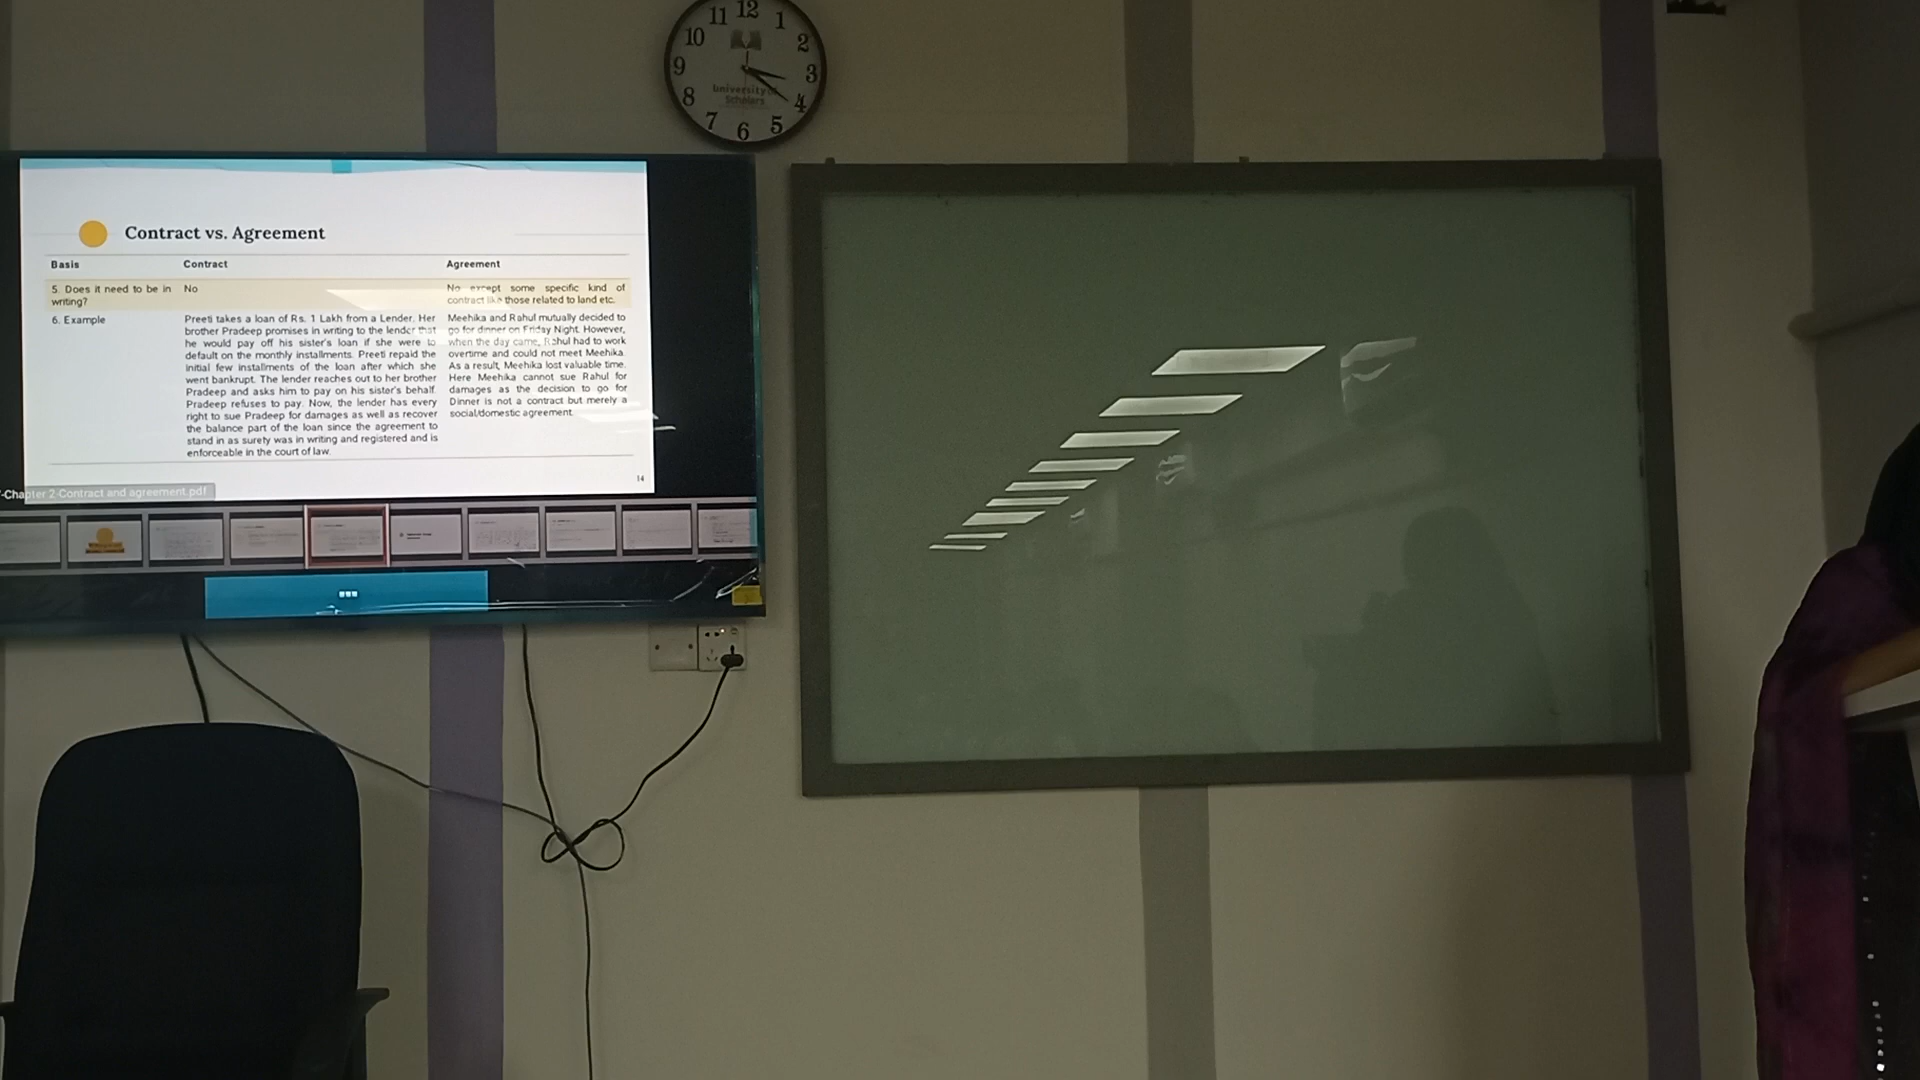 11 12 1
10 2
9 3
8 4
7 6 5
University of
Scholars
Contract vs. Agreement
Basis Contract Agreement
5. Does it need to be in writing? No No except some specific kind of
contract like those related to land etc.
6. Example
Preeti takes a loan of Rs. 1 Lakh from a Lender. Her
brother Pradeep promises in writing to the lender that
he would pay off his sister's loan if she were to
default on the monthly installments. Preeti repaid the
initial few installments of the loan after which she
went bankrupt. The lender reaches out to her brother
Pradeep and asks him to pay on his sister's behalf.
Pradeep refuses to pay. Now, the lender has every
right to sue Pradeep for damages as well as recover
the balance part of the loan since the agreement to
stand in as surety was in writing and registered and is
enforceable in the court of law.
Meehika and Rahul mutually decided to
go for dinner on Friday Night. However,
when the day came, Rahul had to work
overtime and could not meet Meehika.
As a result, Meehika lost valuable time.
Here Meehika cannot sue Rahul for
damages as the decision to go for
Dinner is not a contract but merely a
social/domestic agreement.
14
-Chapter 2-Contract and agreement.pdf